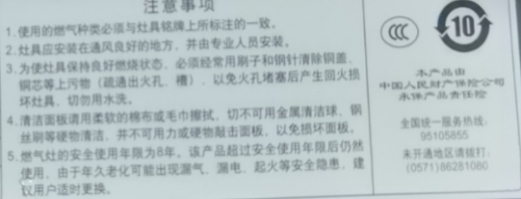 注意事项
1.使用的燃气种类必须与灶具铭牌上所标注的一致。
2.灶具应安装在通风良好的地方，并由专业人员安装。
3.为使灶具保持良好燃烧状态，必须经常用刷子和钢针清除铜盖、
铜芯等上污物（疏通出火孔、槽），以免火孔堵塞后产生回火损
坏灶具，切勿用水洗。
4.清洁面板请用柔软的棉布或毛巾擦拭，切不可用金属清洁球、钢
丝刷等硬物清洁，并不可用力或硬物敲击面板，以免损坏面板。
5.燃气灶的安全使用年限为8年。该产品超过安全使用年限后仍然
使用，由于年久老化可能出现漏气、漏电、起火等安全隐患，建
议用户适时更换。
CCC
10
本产品由
中国人民财产保险公司
承保产品责任险
全国统一服务热线:
95105855
未开通地区请拨打:
(0571)86281080